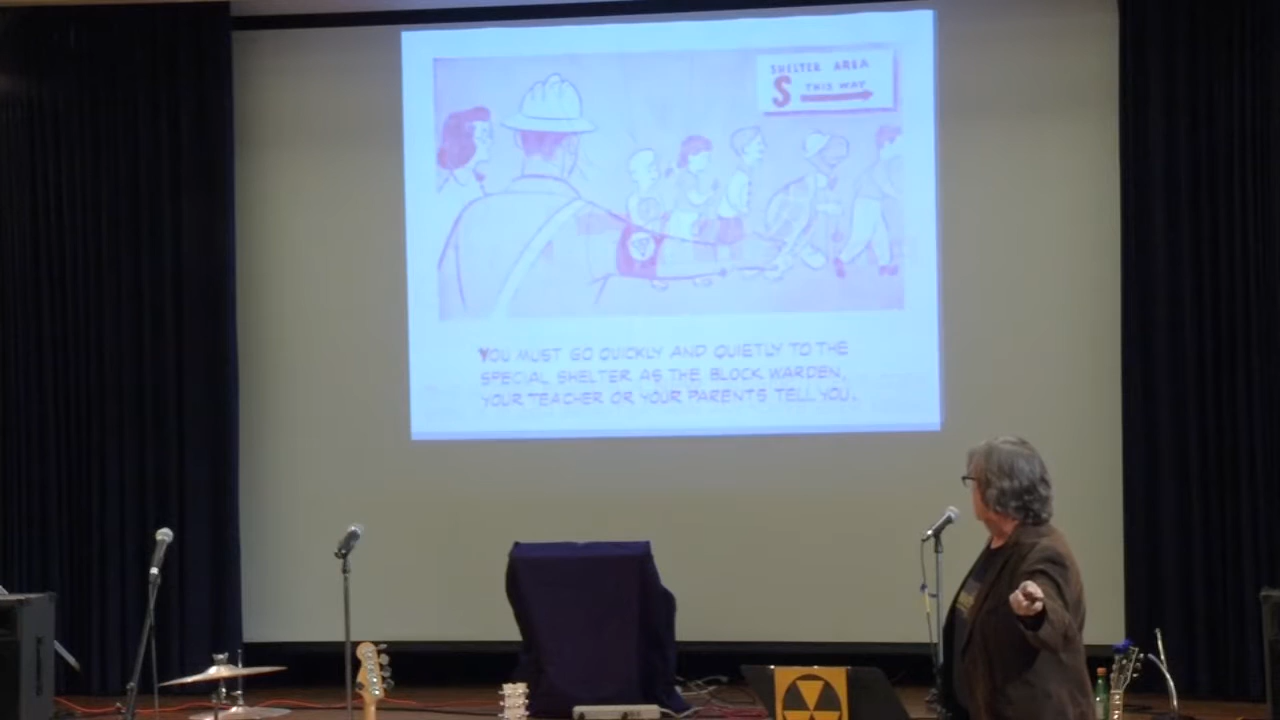 SHELTER AREA
S THIS WAY
YOU MUST GO QUICKLY AND QUIETLY TO THE
SPECIAL SHELTER AS THE BLOCK WARDEN,
YOUR TEACHER OR YOUR PARENTS TELL YOU.